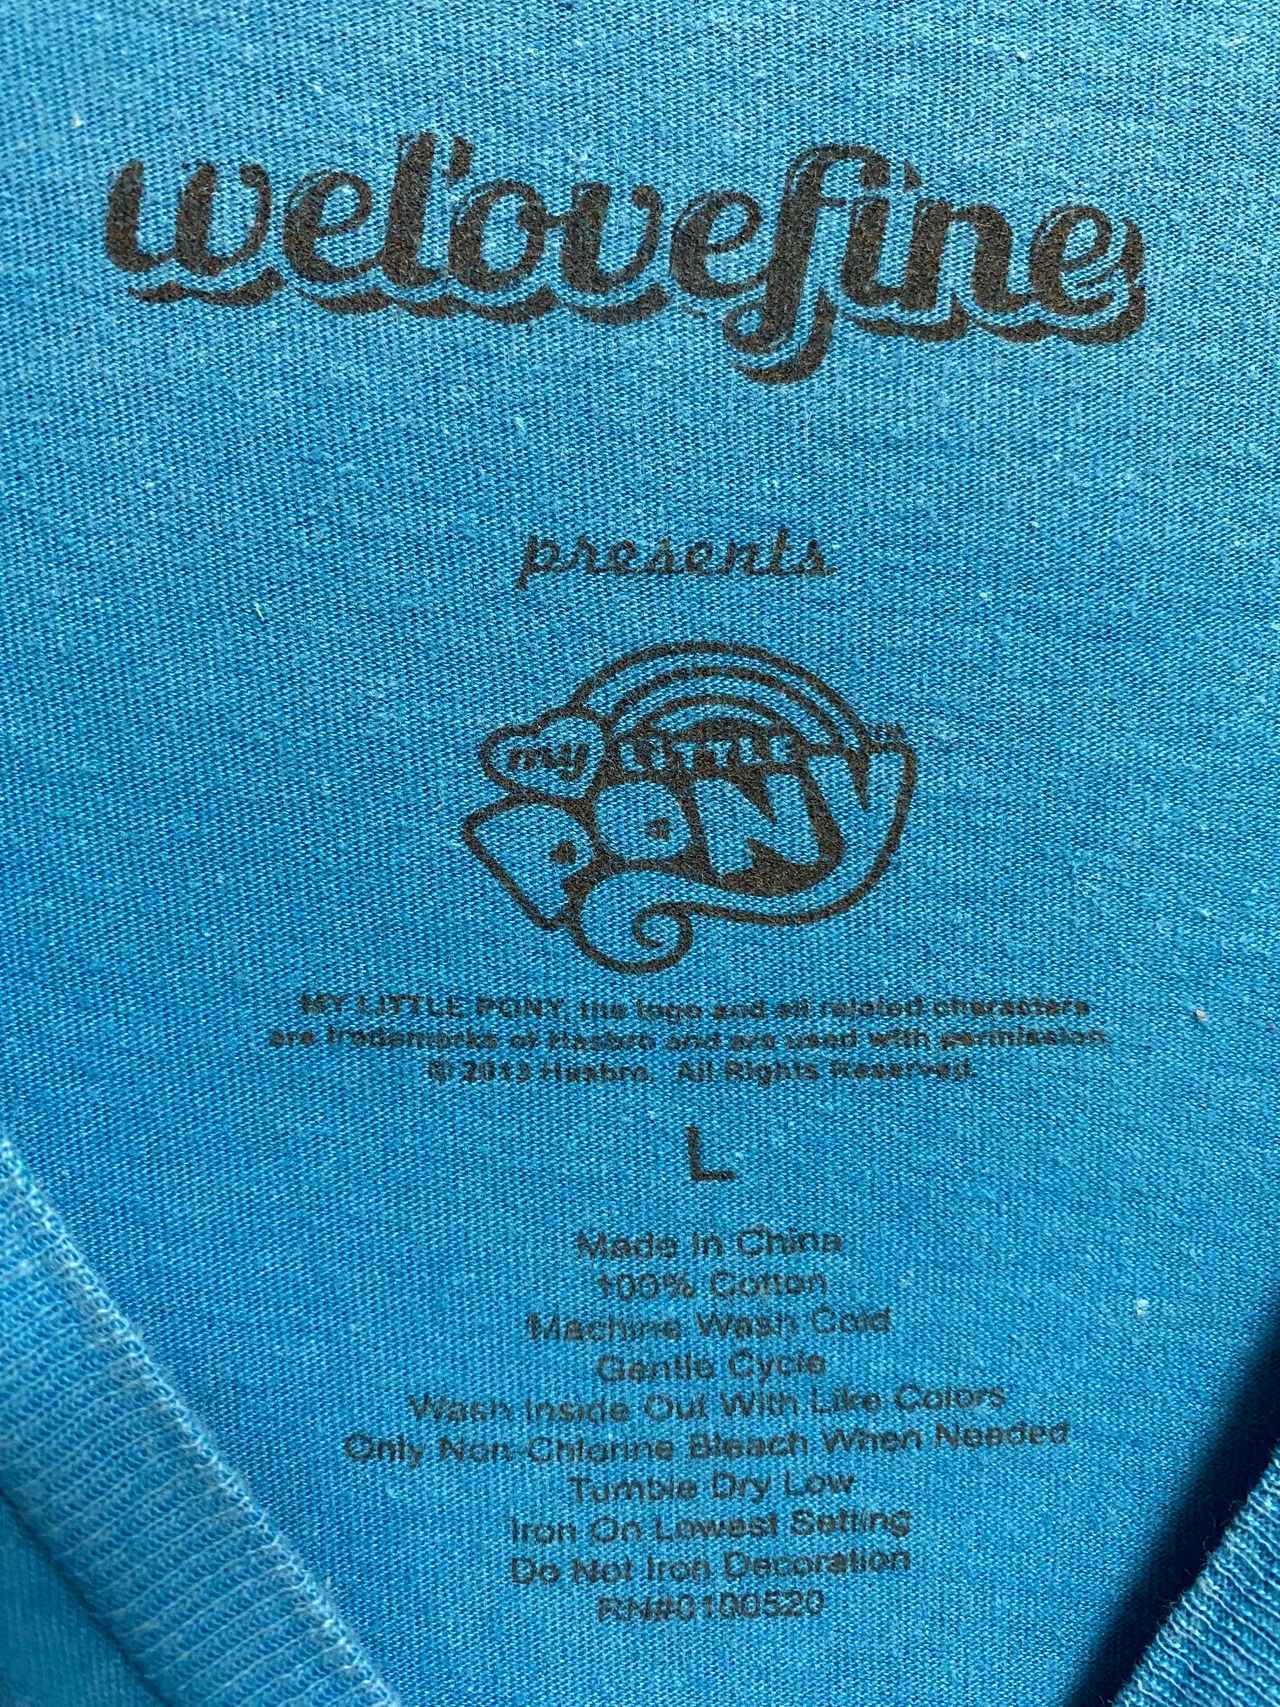 welovefine
presents
my LITTLE
PONY
MY LITTLE PONY, the logo and all related characters
are trademarks of Hasbro and are used with permission.
© 2013 Hasbro. All Rights Reserved.
L
Made In China
100% Cotton
Machine Wash Cold
Gentle Cycle
Wash Inside Out With Like Colors
Only Non-Chlorine Bleach When Needed
Tumble Dry Low
Iron On Lowest Setting
Do Not Iron Decoration
RN#0100520